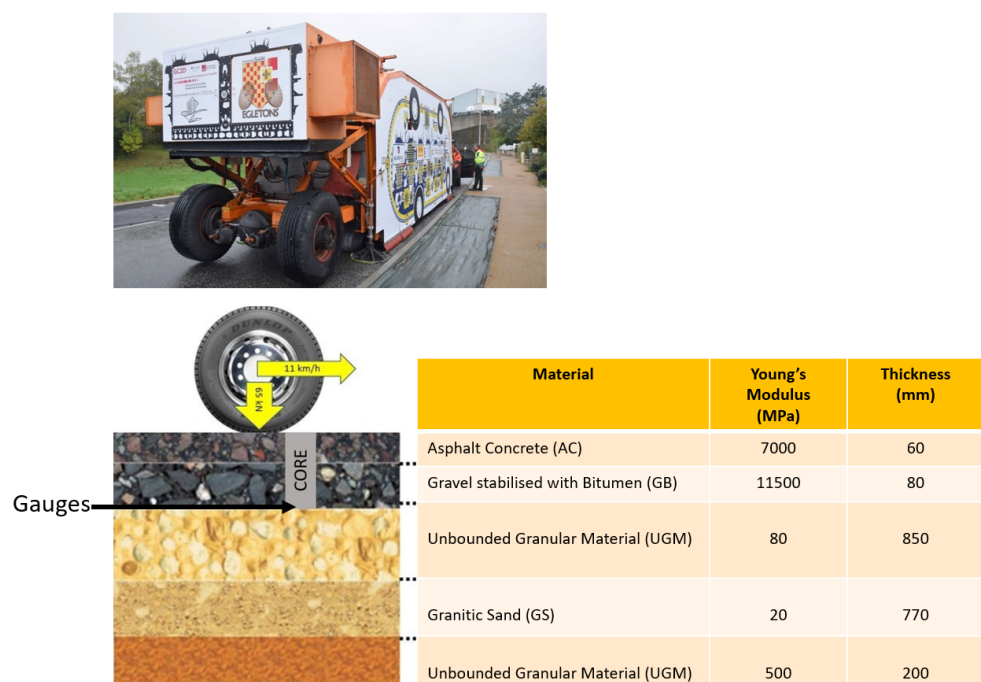 GC2D
EGLETONS
DUNLOP
11 km/h
65 kN
CORE
Gauges
Material Young's Modulus (MPa) Thickness (mm)
Asphalt Concrete (AC) 7000 60
Gravel stabilised with Bitumen (GB) 11500 80
Unbounded Granular Material (UGM) 80 850
Granitic Sand (GS) 20 770
Unbounded Granular Material (UGM) 500 200